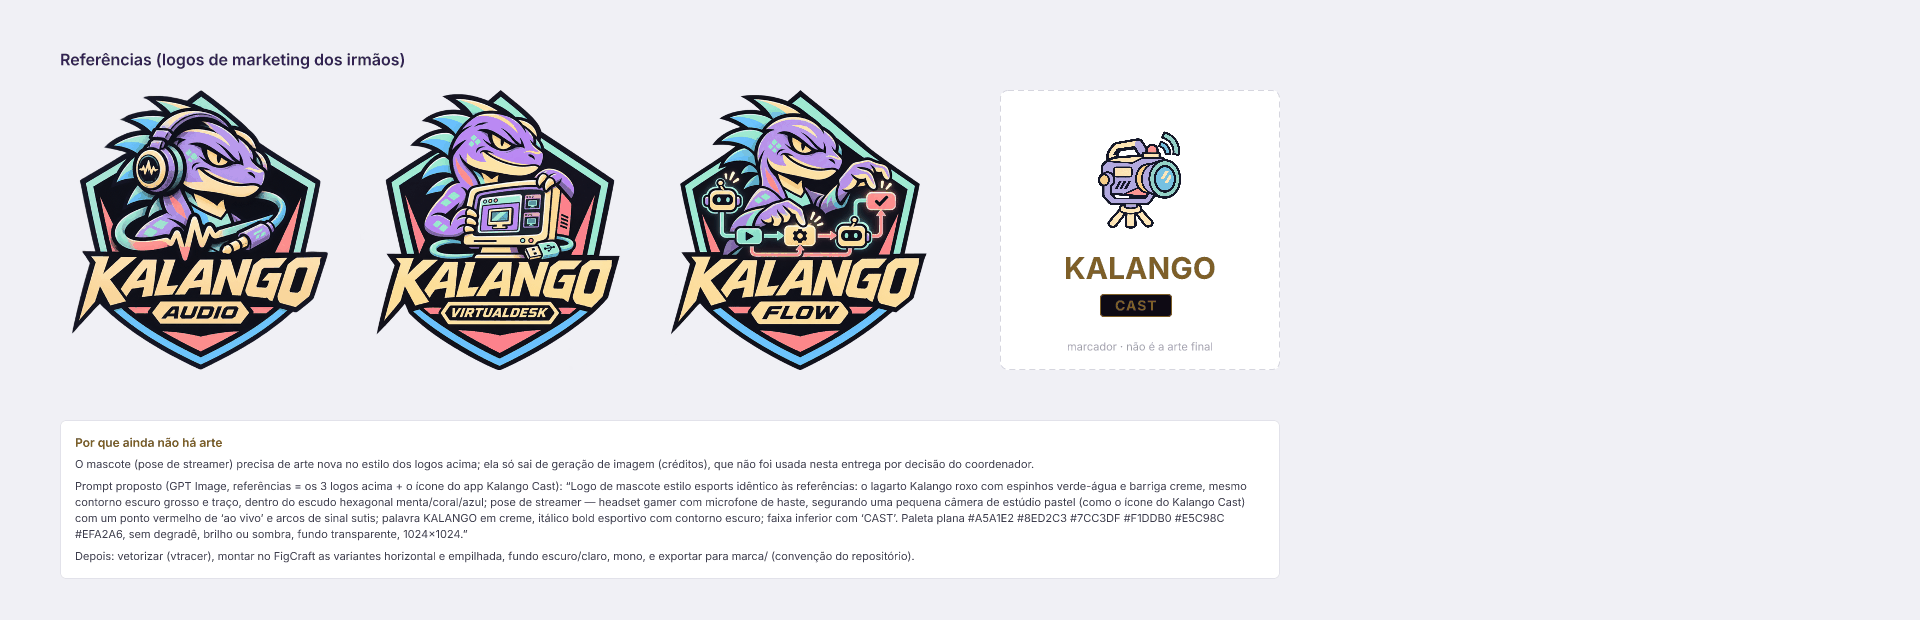 Referências (logos de marketing dos irmãos)
KALANGO
AUDIO
KALANGO
VIRTUALDESK
KALANGO
FLOW
KALANGO
CAST
marcador · não é a arte final
Por que ainda não há arte
O mascote (pose de streamer) precisa de arte nova no estilo dos logos acima; ela só sai de geração de imagem (créditos), que não foi usada nesta entrega por decisão do coordenador.
Prompt proposto (GPT Image, referências = os 3 logos acima + o ícone do app Kalango Cast): “Logo de mascote estilo esports idêntico às referências: o lagarto Kalango roxo com espinhos verde-água e barriga creme, mesmo
contorno escuro grosso e traço, dentro do escudo hexagonal menta/coral/azul; pose de streamer — headset gamer com microfone de haste, segurando uma pequena câmera de estúdio pastel (como o ícone do Kalango Cast)
com um ponto vermelho de ‘ao vivo’ e arcos de sinal sutis; palavra KALANGO em creme, itálico bold esportivo com contorno escuro; faixa inferior com ‘CAST’. Paleta plana #A5A1E2 #8ED2C3 #7CC3DF #F1DDB0 #E5C98C
#EFA2A6, sem degradê, brilho ou sombra, fundo transparente, 1024×1024.”
Depois: vetorizar (vtracer), montar no FigCraft as variantes horizontal e empilhada, fundo escuro/claro, mono, e exportar para marca/ (convenção do repositório).